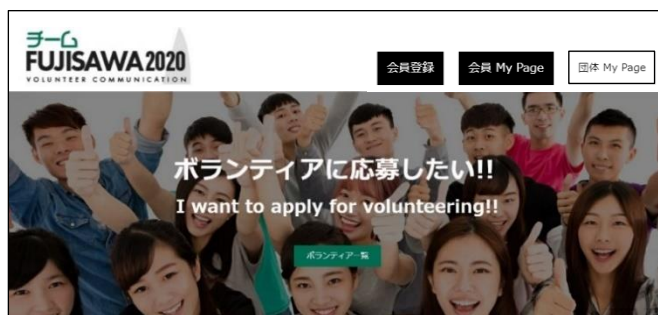 チーム
FUJISAWA 2020
VOLUNTEER COMMUNICATION
会員登録
会員 My Page
団体 My Page
ボランティアに応募したい!!
I want to apply for volunteering!!
ボランティア一覧